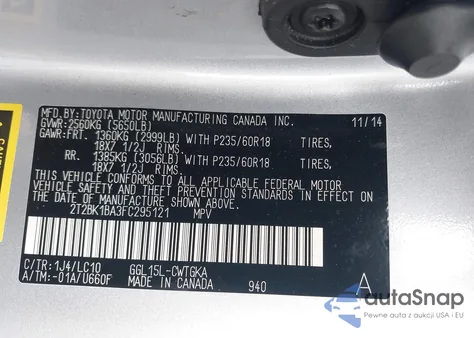 MFD.BY:TOYOTA MOTOR MANUFACTURING CANADA INC. 11/14
GVWR:2560KG (5650LB)
GAWR:FRT. 1360KG (2999LB) WITH P235/60R18 TIRES,
18X7 1/2J RIMS
RR. 1385KG (3056LB) WITH P235/60R18 TIRES,
18X7 1/2J RIMS
THIS VEHICLE CONFORMS TO ALL APPLICABLE FEDERAL MOTOR
VEHICLE SAFETY AND THEFT PREVENTION STANDARDS IN EFFECT ON
THE DATE OF MANUFACTURE SHOWN ABOVE.
2T2BK1BA3FC295121 MPV
C/TR:1J4/LC10 GGL15L-CWTGKA
A/TM:-01A/U660F MADE IN CANADA 940 A
autoSnap
Pewne auta z aukcji USA i EU